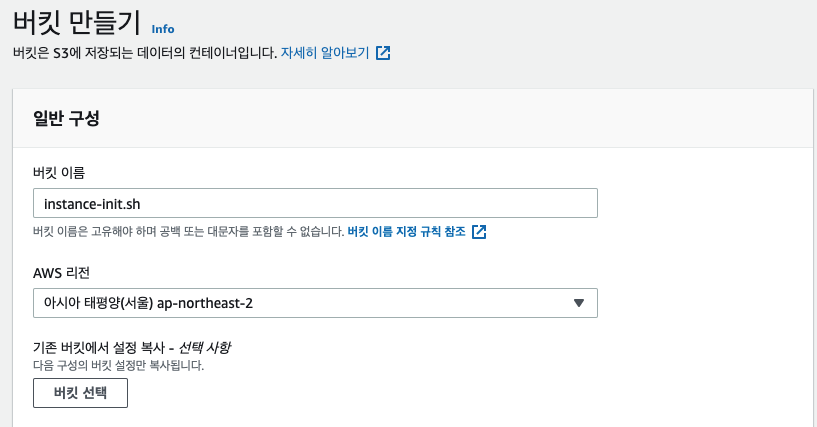 버킷 만들기 Info
버킷은 S3에 저장되는 데이터의 컨테이너입니다. 자세히 알아보기
일반 구성
버킷 이름
instance-init.sh
버킷 이름은 고유해야 하며 공백 또는 대문자를 포함할 수 없습니다. 버킷 이름 지정 규칙 참조
AWS 리전
아시아 태평양(서울) ap-northeast-2
기존 버킷에서 설정 복사 - 선택 사항
다음 구성의 버킷 설정만 복사됩니다.
버킷 선택